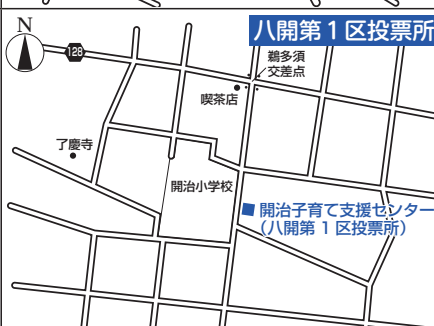 八開第1区投票所
N
128
鵜多須
交差点
喫茶店
了慶寺
開治小学校
開治子育て支援センター
（八開第 1 区投票所）